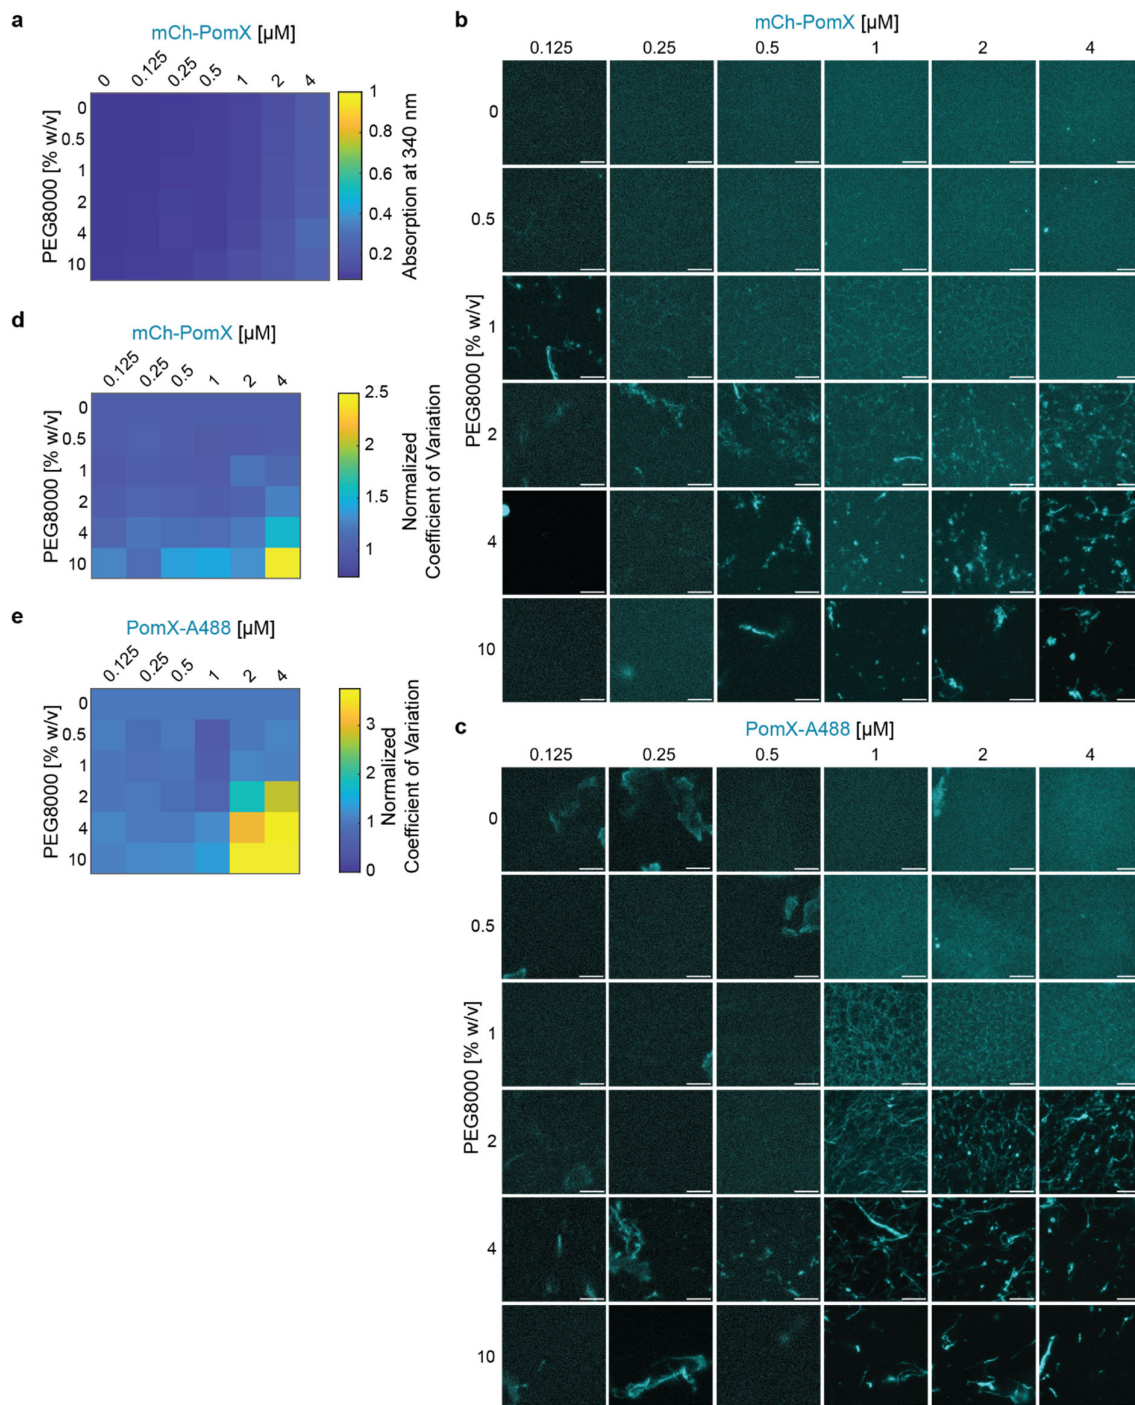 a
mCh-PomX [µM]
0 0.125 0.25 0.5 1 2 4
PEG8000 [% w/v]
0
0.5
1
2
4
10
1
0.8
0.6
0.4
0.2
Absorption at 340 nm
b
mCh-PomX [µM]
0.125 0.25 0.5 1 2 4
PEG8000 [% w/v]
0
0.5
1
2
4
10
d
mCh-PomX [µM]
0.125 0.25 0.5 1 2 4
PEG8000 [% w/v]
0
0.5
1
2
4
10
2.5
2
1.5
1
Normalized
Coefficient of Variation
e
PomX-A488 [µM]
0.125 0.25 0.5 1 2 4
PEG8000 [% w/v]
0
0.5
1
2
4
10
3
2
1
0
Normalized
Coefficient of Variation
c
PomX-A488 [µM]
0.125 0.25 0.5 1 2 4
PEG8000 [% w/v]
0
0.5
1
2
4
10